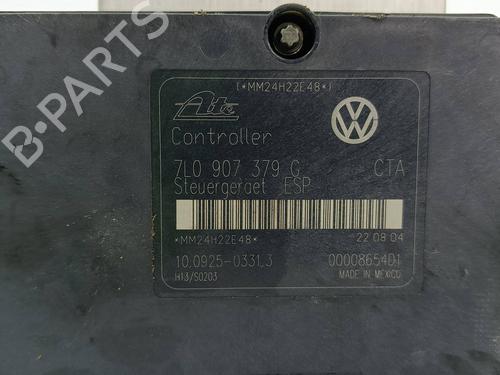 (*MM24H22E48*)
Ate
Controller
7L0 907 379 G CTA
Steuergeraet ESP
*MM24H22E48* 22 08 04
10.0925-0331.3 00008654D1
H13/S0203 MADE IN MEXICO